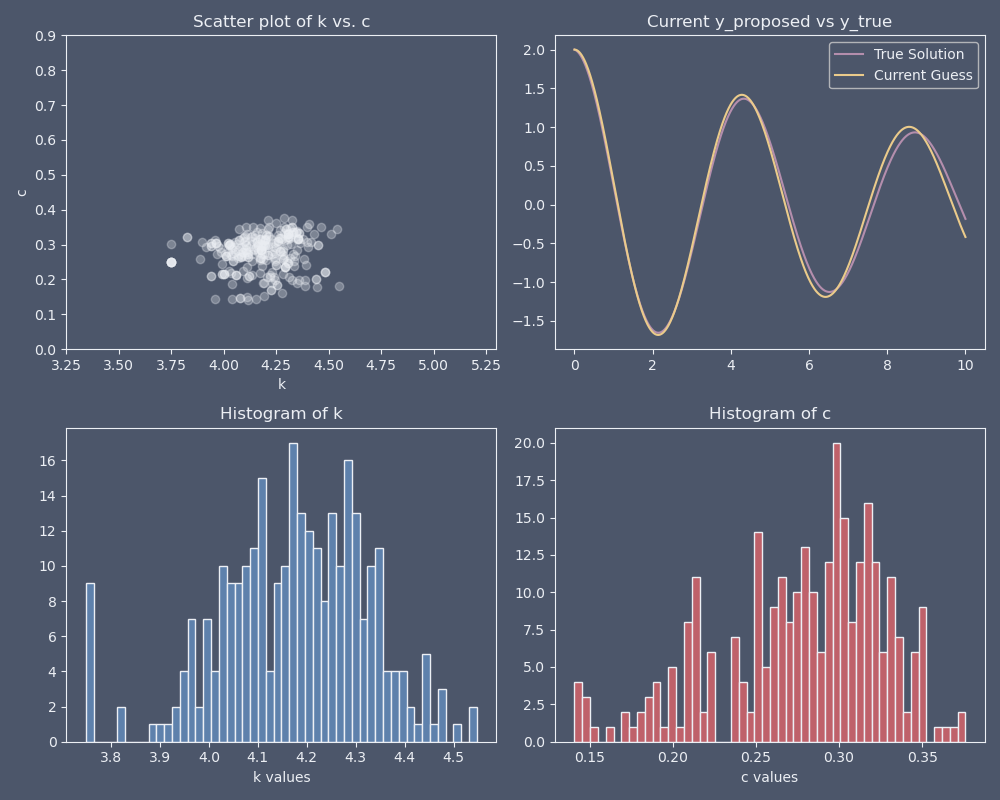 Scatter plot of k vs. c
0.9
0.8
0.7
0.6
0.5
0.4
0.3
0.2
0.1
0.0
c
3.25 3.50 3.75 4.00 4.25 4.50 4.75 5.00 5.25
k
Current y_proposed vs y_true
True Solution
Current Guess
2.0
1.5
1.0
0.5
0.0
−0.5
−1.0
−1.5
0 2 4 6 8 10
Histogram of k
16
14
12
10
8
6
4
2
0
3.8 3.9 4.0 4.1 4.2 4.3 4.4 4.5
k values
Histogram of c
20.0
17.5
15.0
12.5
10.0
7.5
5.0
2.5
0.0
0.15 0.20 0.25 0.30 0.35
c values